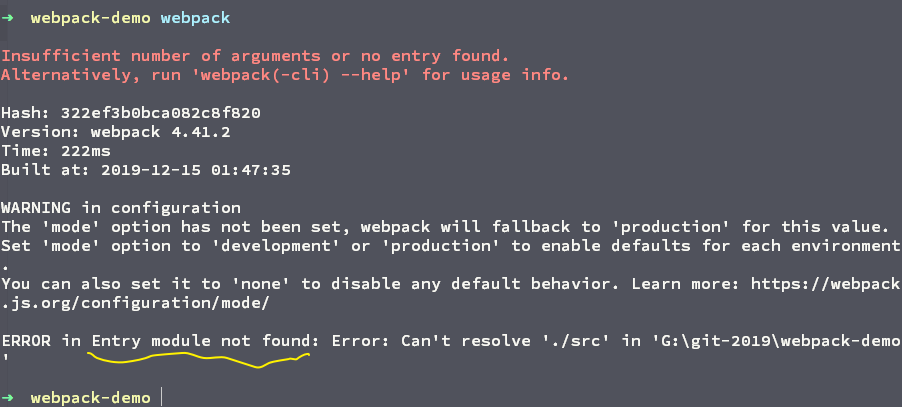 ➜ webpack-demo webpack
Insufficient number of arguments or no entry found.
Alternatively, run 'webpack(-cli) --help' for usage info.
Hash: 322ef3b0bca082c8f820
Version: webpack 4.41.2
Time: 222ms
Built at: 2019-12-15 01:47:35
WARNING in configuration
The 'mode' option has not been set, webpack will fallback to 'production' for this value.
Set 'mode' option to 'development' or 'production' to enable defaults for each environment
.
You can also set it to 'none' to disable any default behavior. Learn more: https://webpack
.js.org/configuration/mode/
ERROR in Entry module not found: Error: Can't resolve './src' in 'G:\git-2019\webpack-demo
'
➜ webpack-demo